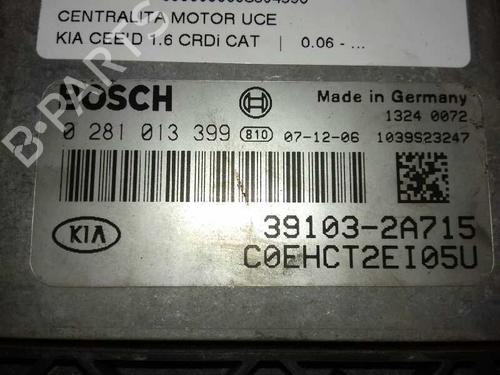 CENTRALITA MOTOR UCE
KIA CEE'D 1.6 CRDi CAT | 0.06 - ...
BOSCH
Made in Germany
1324 0072
0 281 013 399 B10 07-12-06 1039S23247
KIA
39103-2A715
C0EHCT2EI05U
B-PARTS